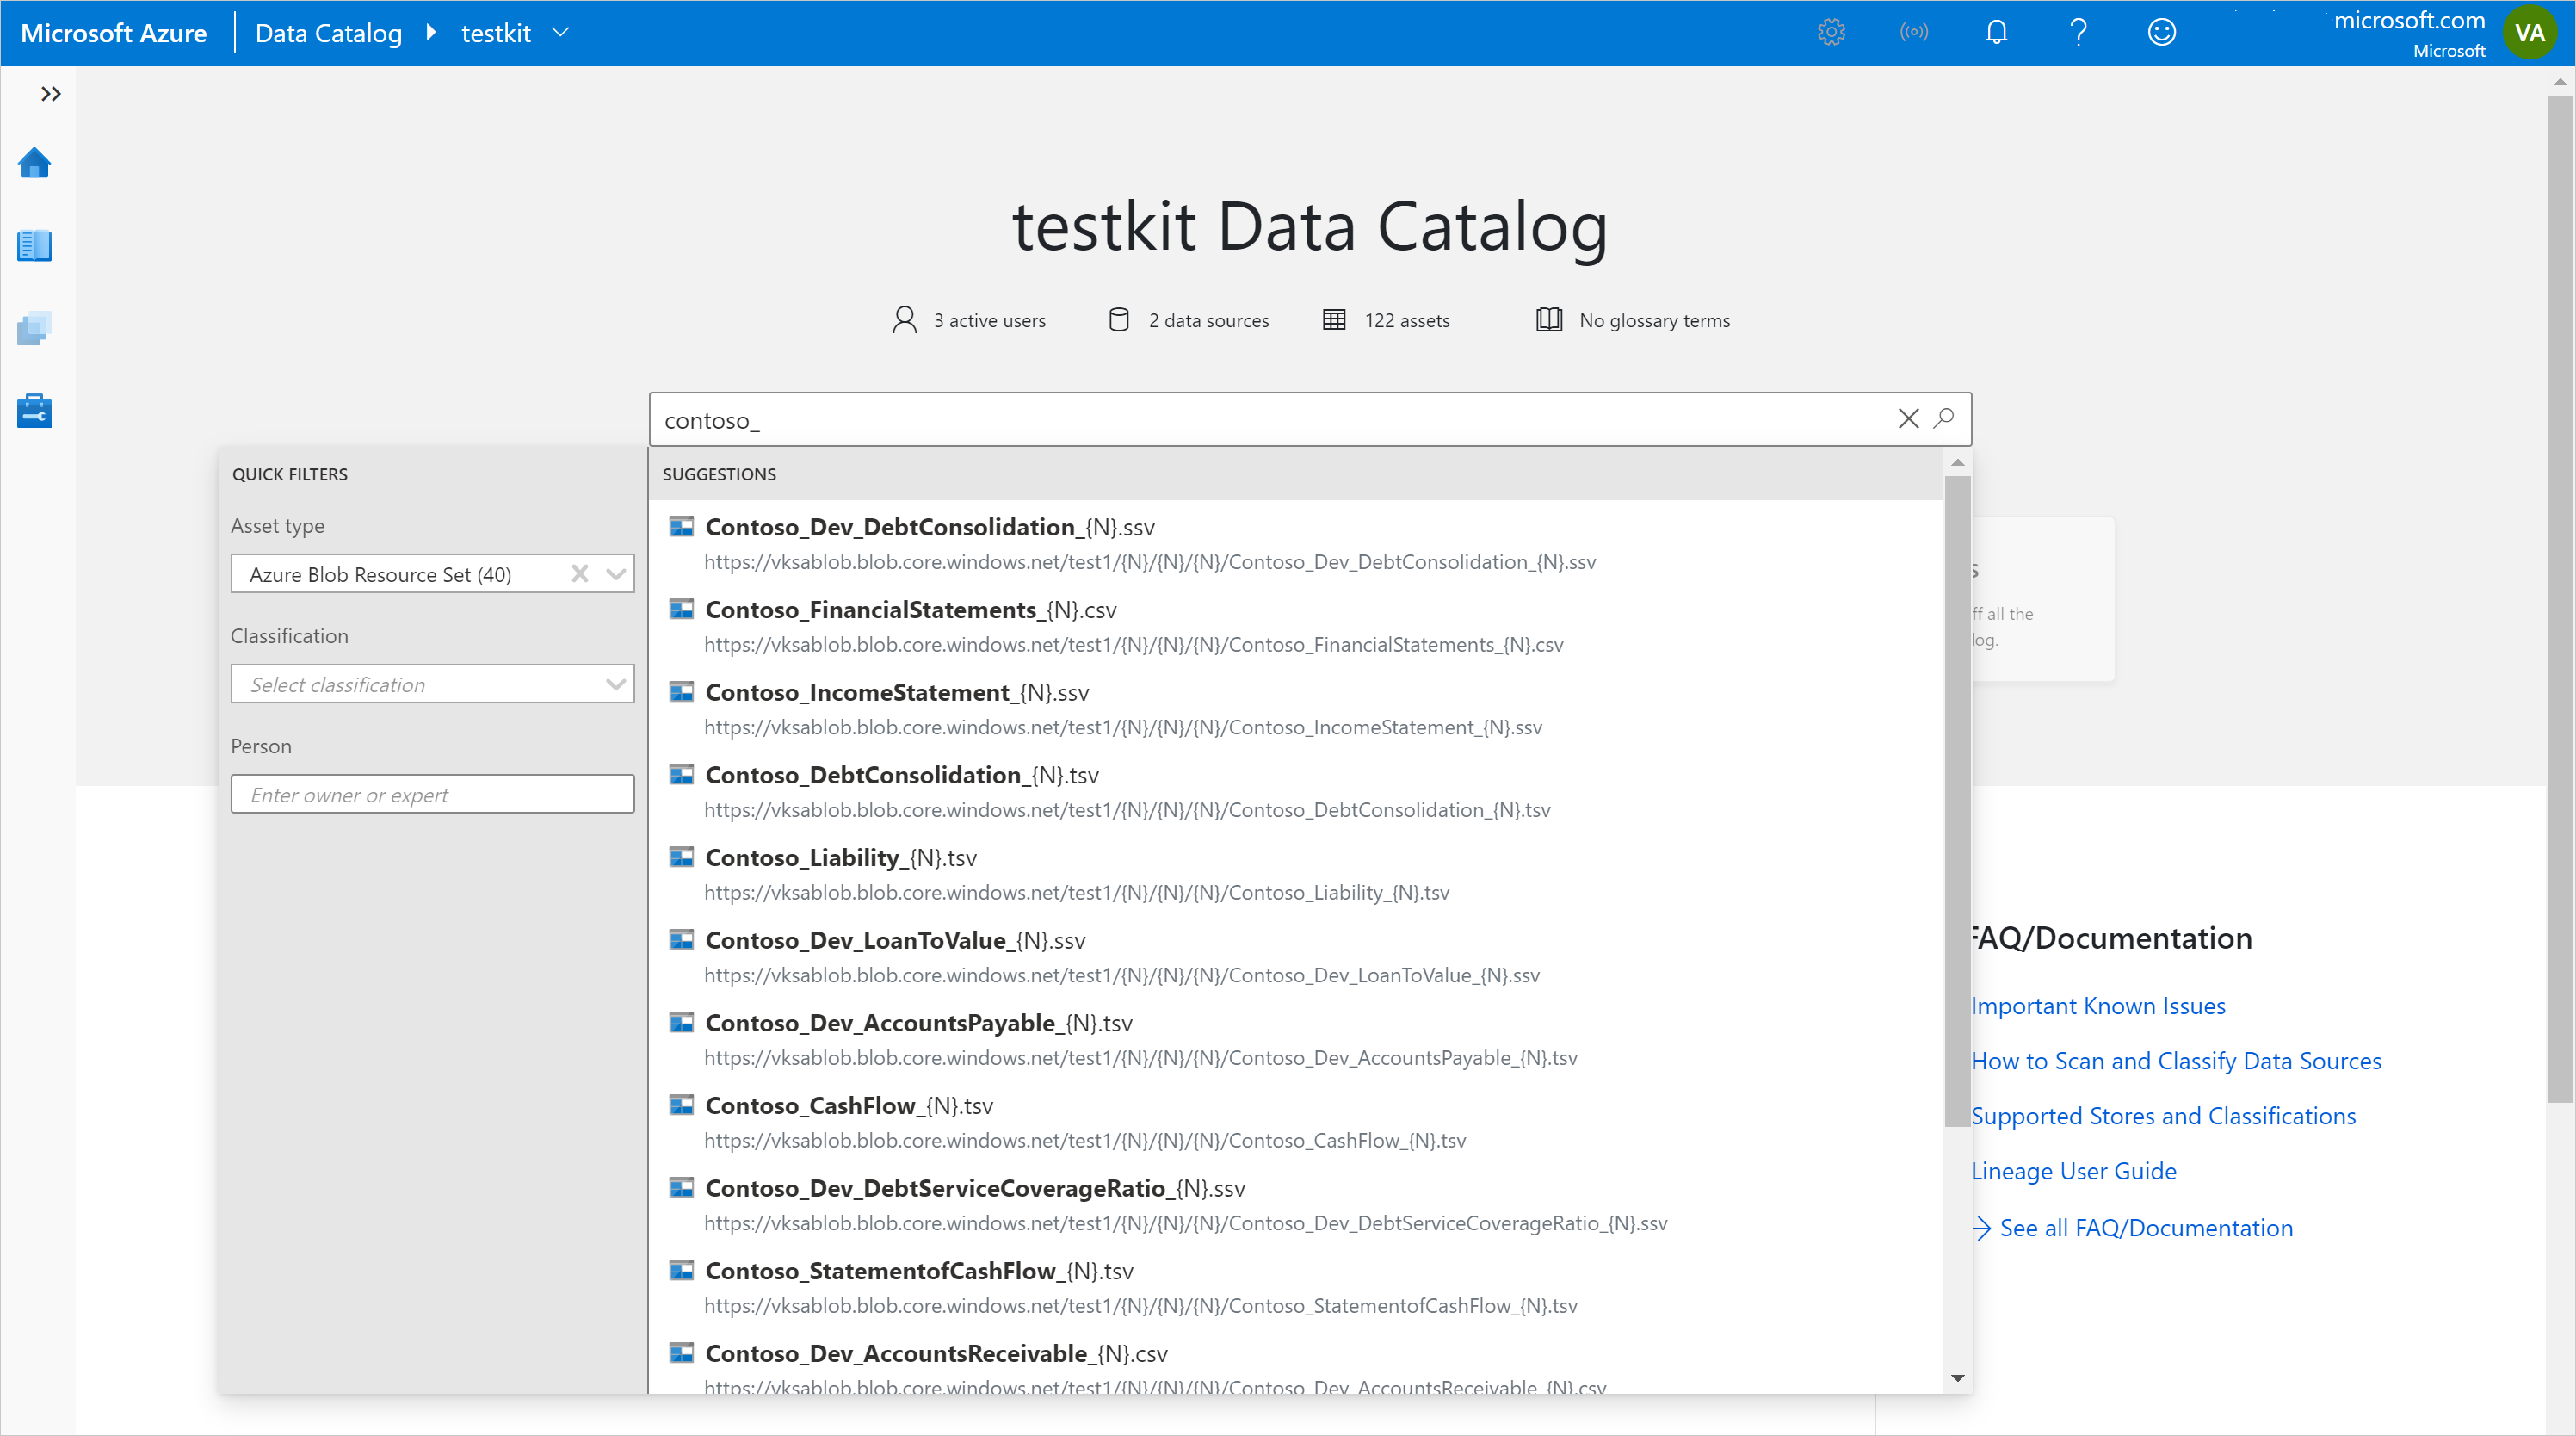 Microsoft Azure
Data Catalog
testkit
microsoft.com
Microsoft
VA
testkit Data Catalog
3 active users
2 data sources
122 assets
No glossary terms
contoso_
QUICK FILTERS
Asset type
Azure Blob Resource Set (40)
Classification
Select classification
Person
Enter owner or expert
SUGGESTIONS
Contoso_Dev_DebtConsolidation_{N}.ssv
https://vksablob.blob.core.windows.net/test1/{N}/{N}/{N}/Contoso_Dev_DebtConsolidation_{N}.ssv
Contoso_FinancialStatements_{N}.csv
https://vksablob.blob.core.windows.net/test1/{N}/{N}/{N}/Contoso_FinancialStatements_{N}.csv
Contoso_IncomeStatement_{N}.ssv
https://vksablob.blob.core.windows.net/test1/{N}/{N}/{N}/Contoso_IncomeStatement_{N}.ssv
Contoso_DebtConsolidation_{N}.tsv
https://vksablob.blob.core.windows.net/test1/{N}/{N}/{N}/Contoso_DebtConsolidation_{N}.tsv
Contoso_Liability_{N}.tsv
https://vksablob.blob.core.windows.net/test1/{N}/{N}/{N}/Contoso_Liability_{N}.tsv
Contoso_Dev_LoanToValue_{N}.ssv
https://vksablob.blob.core.windows.net/test1/{N}/{N}/{N}/Contoso_Dev_LoanToValue_{N}.ssv
Contoso_Dev_AccountsPayable_{N}.tsv
https://vksablob.blob.core.windows.net/test1/{N}/{N}/{N}/Contoso_Dev_AccountsPayable_{N}.tsv
Contoso_CashFlow_{N}.tsv
https://vksablob.blob.core.windows.net/test1/{N}/{N}/{N}/Contoso_CashFlow_{N}.tsv
Contoso_Dev_DebtServiceCoverageRatio_{N}.ssv
https://vksablob.blob.core.windows.net/test1/{N}/{N}/{N}/Contoso_Dev_DebtServiceCoverageRatio_{N}.ssv
Contoso_StatementofCashFlow_{N}.tsv
https://vksablob.blob.core.windows.net/test1/{N}/{N}/{N}/Contoso_StatementofCashFlow_{N}.tsv
Contoso_Dev_AccountsReceivable_{N}.csv
https://vksablob.blob.core.windows.net/test1/{N}/{N}/{N}/Contoso_Dev_AccountsReceivable_{N}.csv
s
ff all the
log.
FAQ/Documentation
Important Known Issues
How to Scan and Classify Data Sources
Supported Stores and Classifications
Lineage User Guide
See all FAQ/Documentation